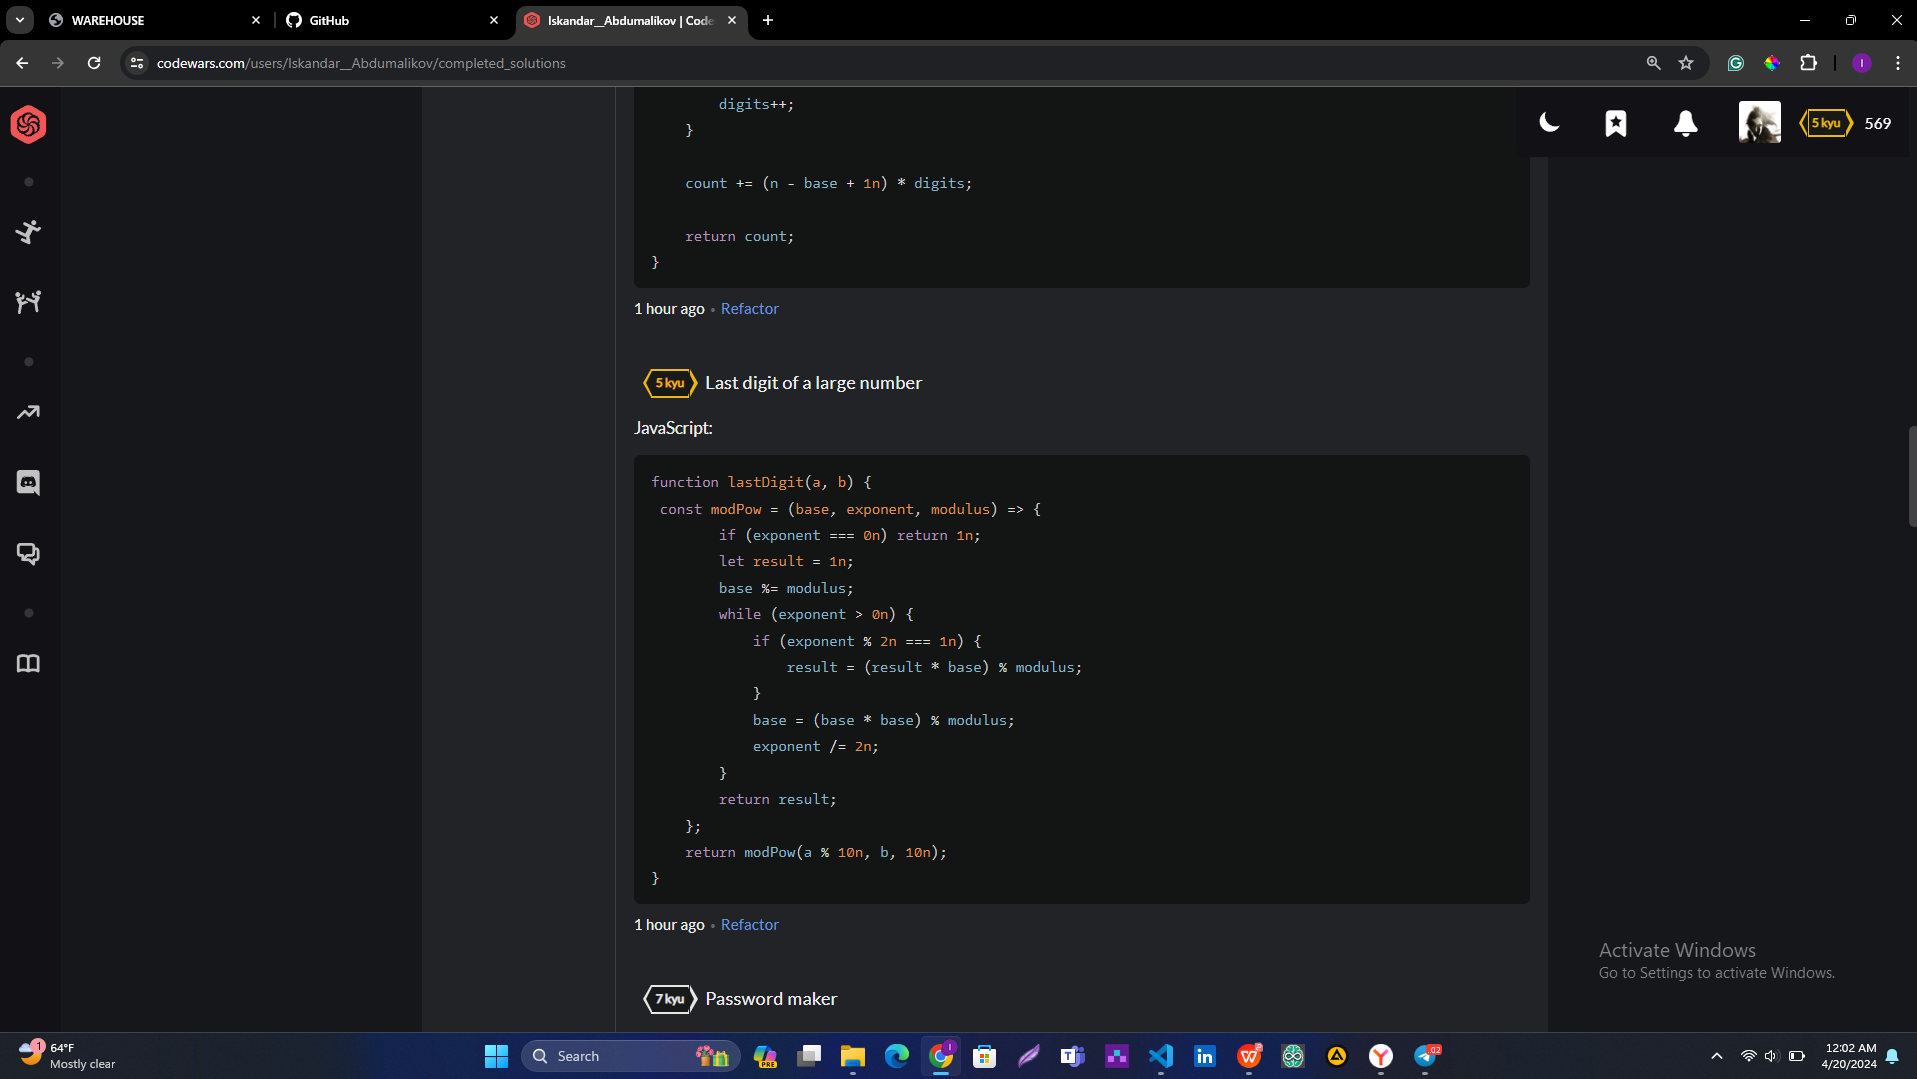 WAREHOUSE
GitHub
Iskandar__Abdumalikov | Code
codewars.com/users/Iskandar__Abdumalikov/completed_solutions
I
5 kyu
569
digits++;
}
count += (n - base + 1n) * digits;
return count;
}
1 hour ago • Refactor
5 kyu
Last digit of a large number
JavaScript:
function lastDigit(a, b) {
const modPow = (base, exponent, modulus) => {
if (exponent === 0n) return 1n;
let result = 1n;
base %= modulus;
while (exponent > 0n) {
if (exponent % 2n === 1n) {
result = (result * base) % modulus;
}
base = (base * base) % modulus;
exponent /= 2n;
}
return result;
};
return modPow(a % 10n, b, 10n);
}
1 hour ago • Refactor
7 kyu
Password maker
Activate Windows
Go to Settings to activate Windows.
1
64°F
Mostly clear
Search
PRE
12:02 AM
4/20/2024